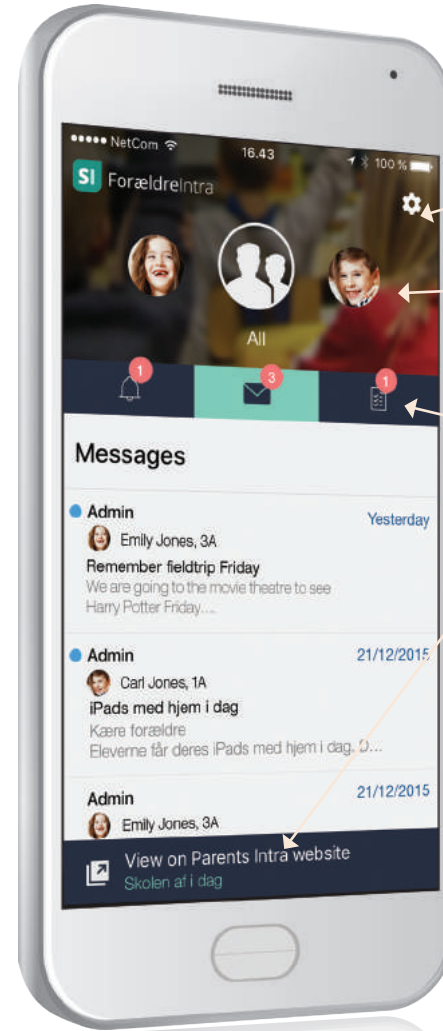 NetCom 16.43 100 %
SI ForældreIntra
All
1 3 1
Messages
Admin Yesterday
Emily Jones, 3A
Remember fieldtrip Friday
We are going to the movie theatre to see
Harry Potter Friday....
Admin 21/12/2015
Carl Jones, 1A
iPads med hjem i dag
Kære forældre
Eleverne får deres iPads med hjem i dag. D...
Admin 21/12/2015
Emily Jones, 3A
View on Parents Intra website
Skolen af i dag